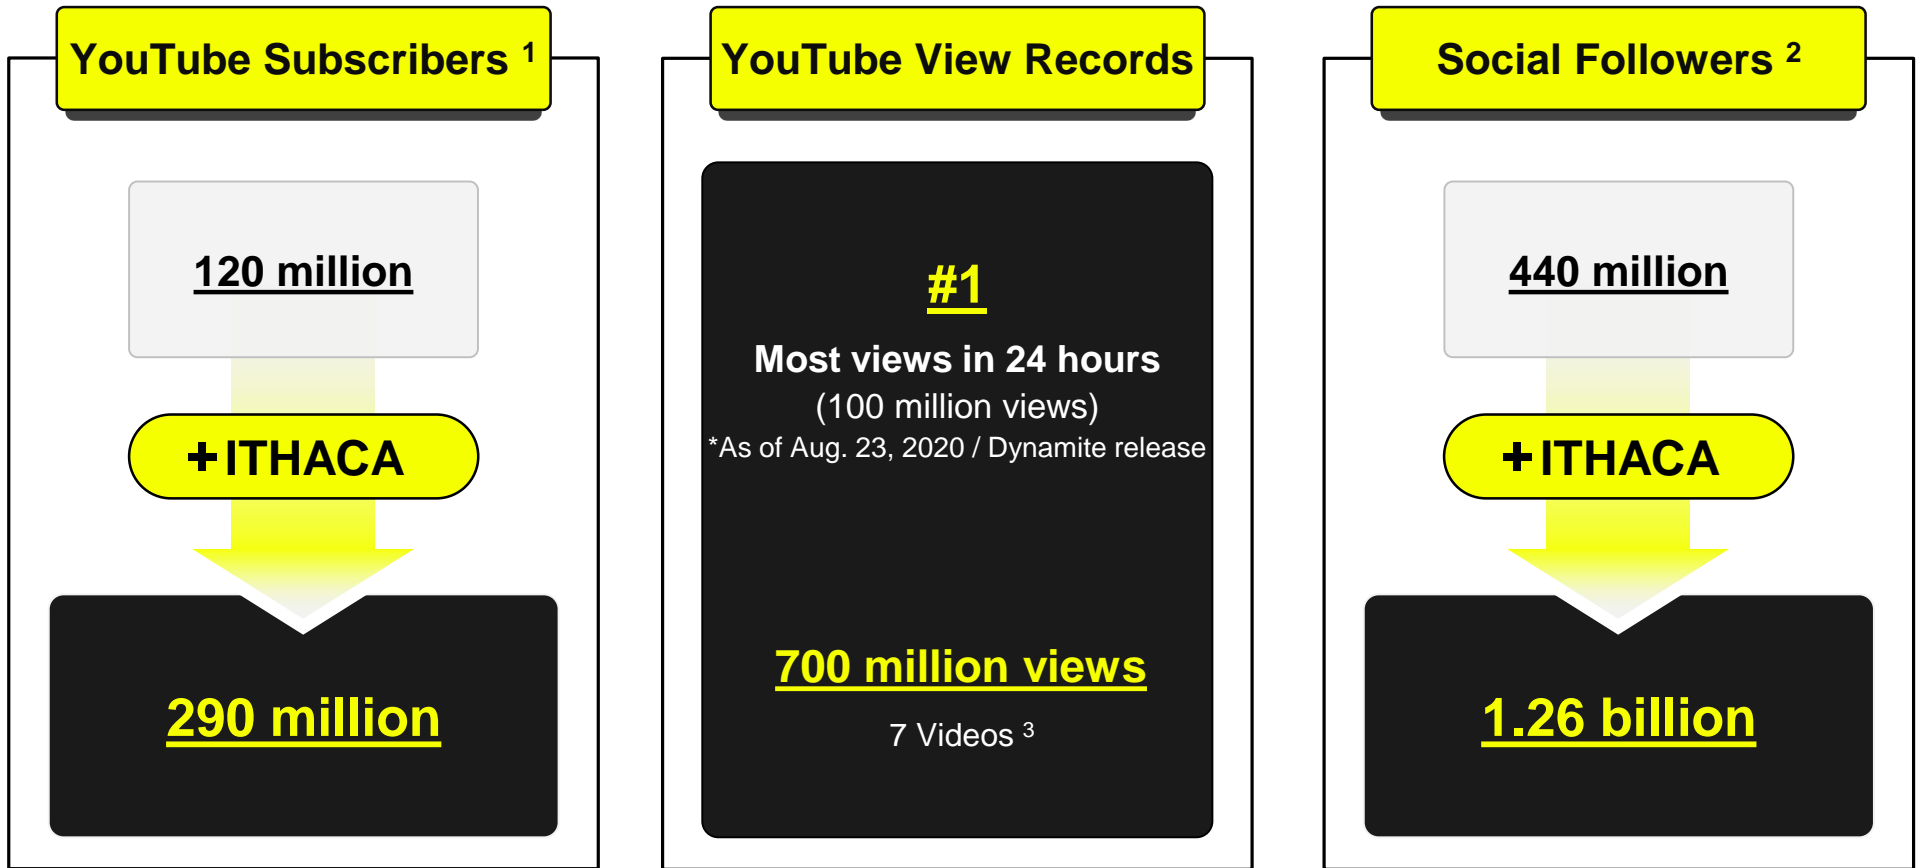 YouTube Subscribers ¹
120 million
+ITHACA
290 million
YouTube View Records
#1
Most views in 24 hours
(100 million views)
*As of Aug. 23, 2020 / Dynamite release
700 million views
7 Videos ³
Social Followers ²
440 million
+ITHACA
1.26 billion